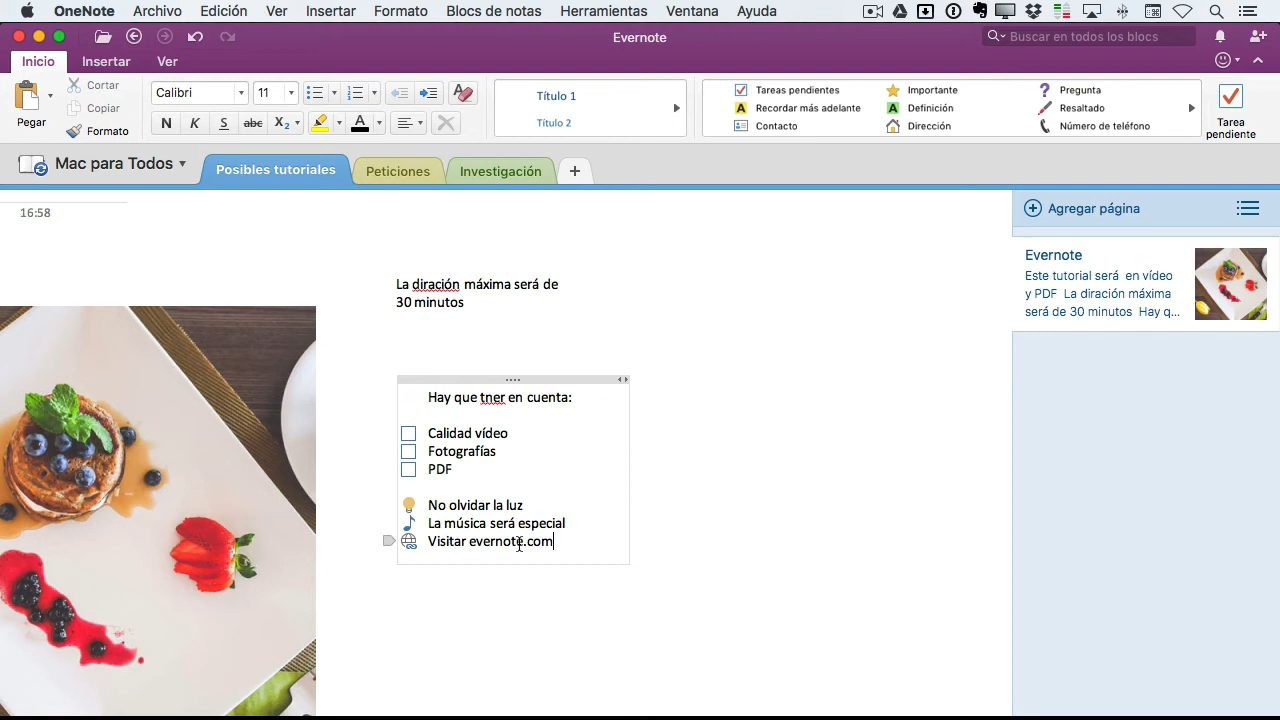 OneNote Archivo Edición Ver Insertar Formato Blocs de notas Herramientas Ventana Ayuda
Evernote
Buscar en todos los blocs
Inicio Insertar Ver
Pegar
Cortar
Copiar
Formato
Calibri 11
N K S abc X₂ A
Título 1
Título 2
Tareas pendientes Importante Pregunta
Recordar más adelante Definición Resaltado
Contacto Dirección Número de teléfono
Tarea
pendiente
Mac para Todos Posibles tutoriales Peticiones Investigación +
16:58
Agregar página
Evernote
Este tutorial será en vídeo
y PDF La diración máxima
será de 30 minutos Hay q...
La diración máxima será de
30 minutos
Hay que tner en cuenta:
Calidad vídeo
Fotografías
PDF
No olvidar la luz
La música será especial
Visitar evernote.com